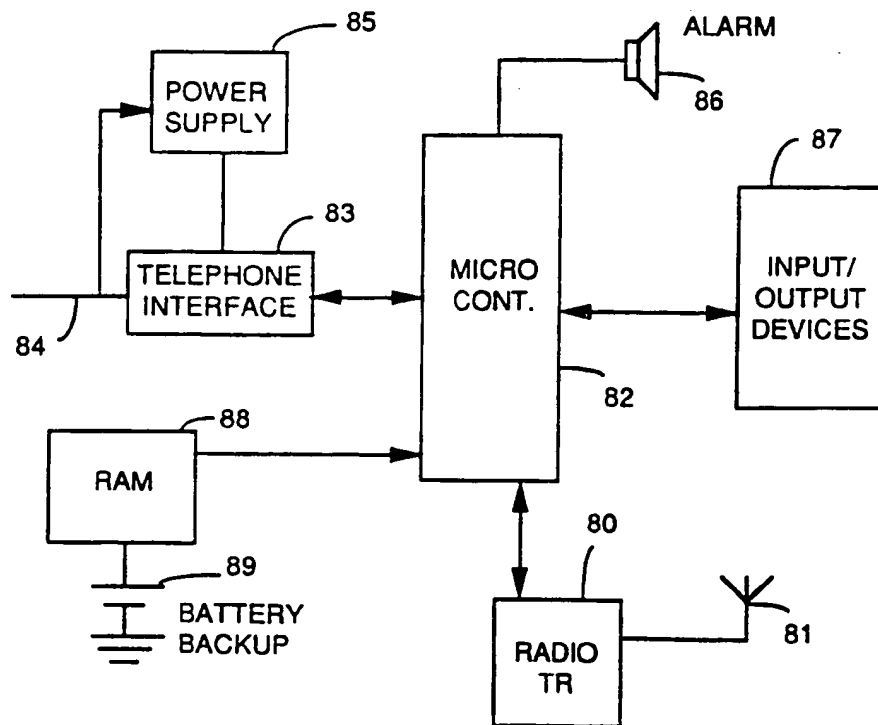 85
POWER
SUPPLY
ALARM
86
87
83
TELEPHONE
INTERFACE
84
MICRO
CONT.
82
INPUT/
OUTPUT
DEVICES
88
RAM
89
BATTERY
BACKUP
80
RADIO
TR
81